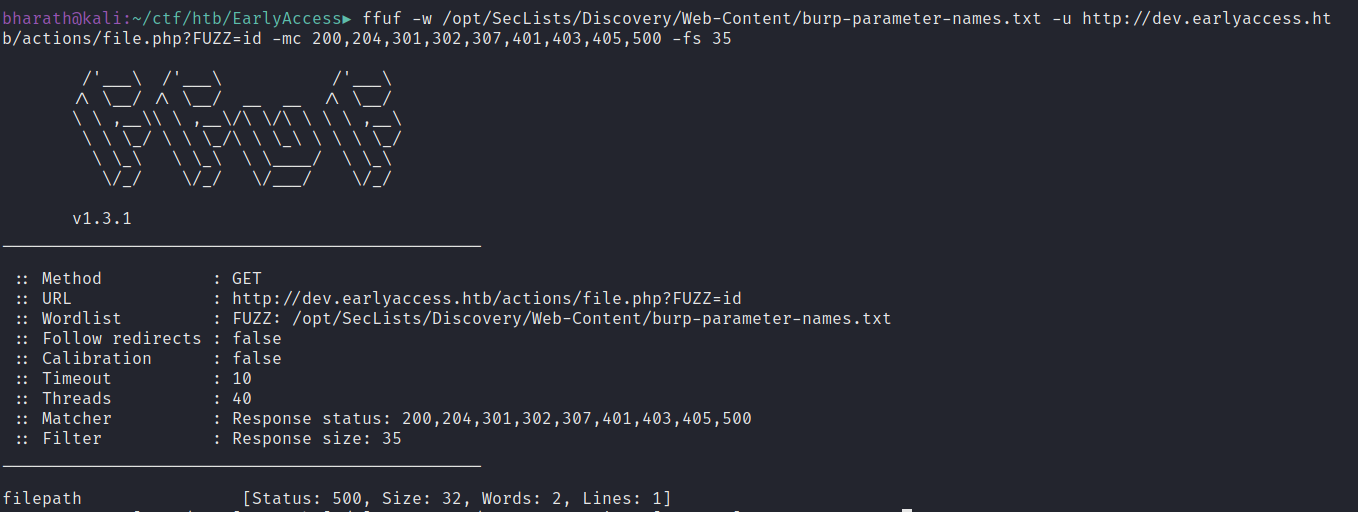 bharath@kali:~/ctf/htb/EarlyAccess▸ ffuf -w /opt/SecLists/Discovery/Web-Content/burp-parameter-names.txt -u http://dev.earlyaccess.ht
b/actions/file.php?FUZZ=id -mc 200,204,301,302,307,401,403,405,500 -fs 35
        /'___\  /'___\           /'___\
       /\ \__/ /\ \__/  __  __  /\ \__/
       \ \ ,__\\ \ ,__\/\ \/\ \ \ \ ,__\
        \ \ \_/ \ \ \_/\ \ \_\ \ \ \ \_/
         \ \_\   \ \_\  \ \____/  \ \_\
          \/_/    \/_/   \/___/    \/_/
       v1.3.1
________________________________________________
 :: Method           : GET
 :: URL              : http://dev.earlyaccess.htb/actions/file.php?FUZZ=id
 :: Wordlist         : FUZZ: /opt/SecLists/Discovery/Web-Content/burp-parameter-names.txt
 :: Follow redirects : false
 :: Calibration      : false
 :: Timeout          : 10
 :: Threads          : 40
 :: Matcher          : Response status: 200,204,301,302,307,401,403,405,500
 :: Filter           : Response size: 35
________________________________________________
filepath                [Status: 500, Size: 32, Words: 2, Lines: 1]